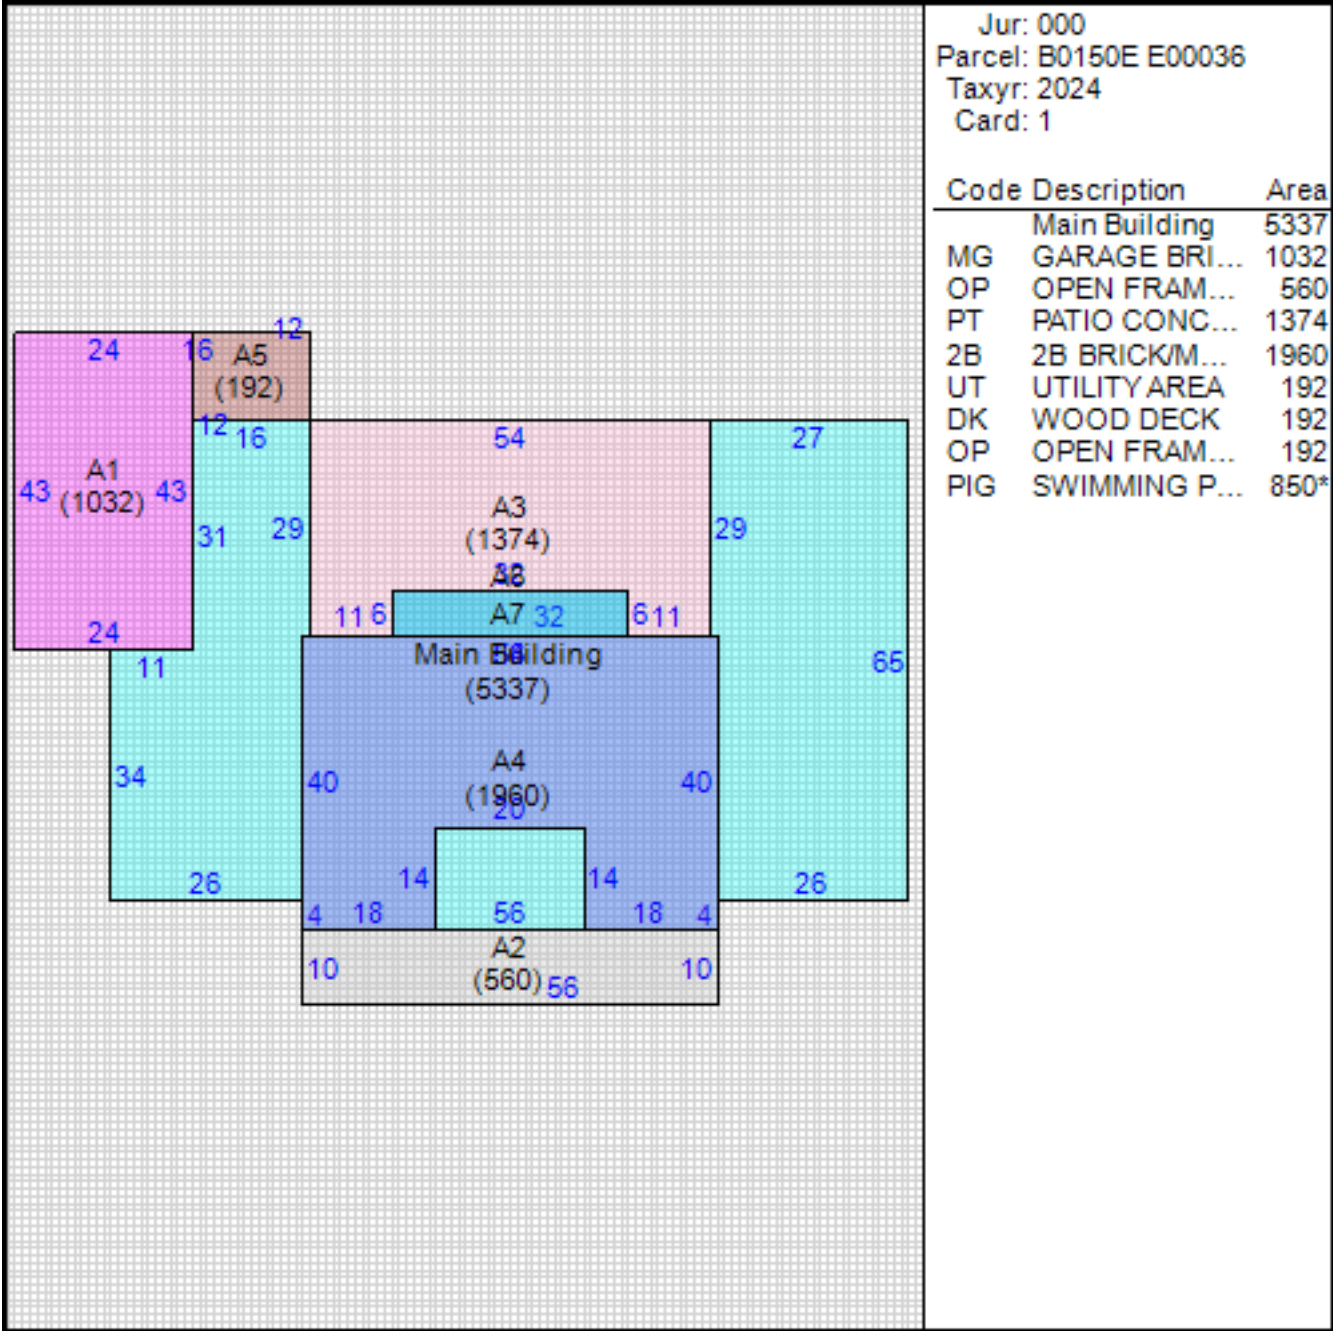 Jur: 000
Parcel: B0150E E00036
Taxyr: 2024
Card: 1
Code Description Area
Main Building 5337
MG GARAGE BRI... 1032
OP OPEN FRAM... 560
PT PATIO CONC... 1374
2B 2B BRICK/M... 1960
UT UTILITY AREA 192
DK WOOD DECK 192
OP OPEN FRAM... 192
PIG SWIMMING P... 850*
12
24 16 A5
(192)
12 16 54 27
A1
43 (1032) 43
31 29 A3 29
(1374)
11 6 A7 32 6 11
24
11 Main Building 65
(5337)
34 40 A4 40
(1960)
20
26 14 14 26
4 18 56 18 4
A2
10 (560) 56 10